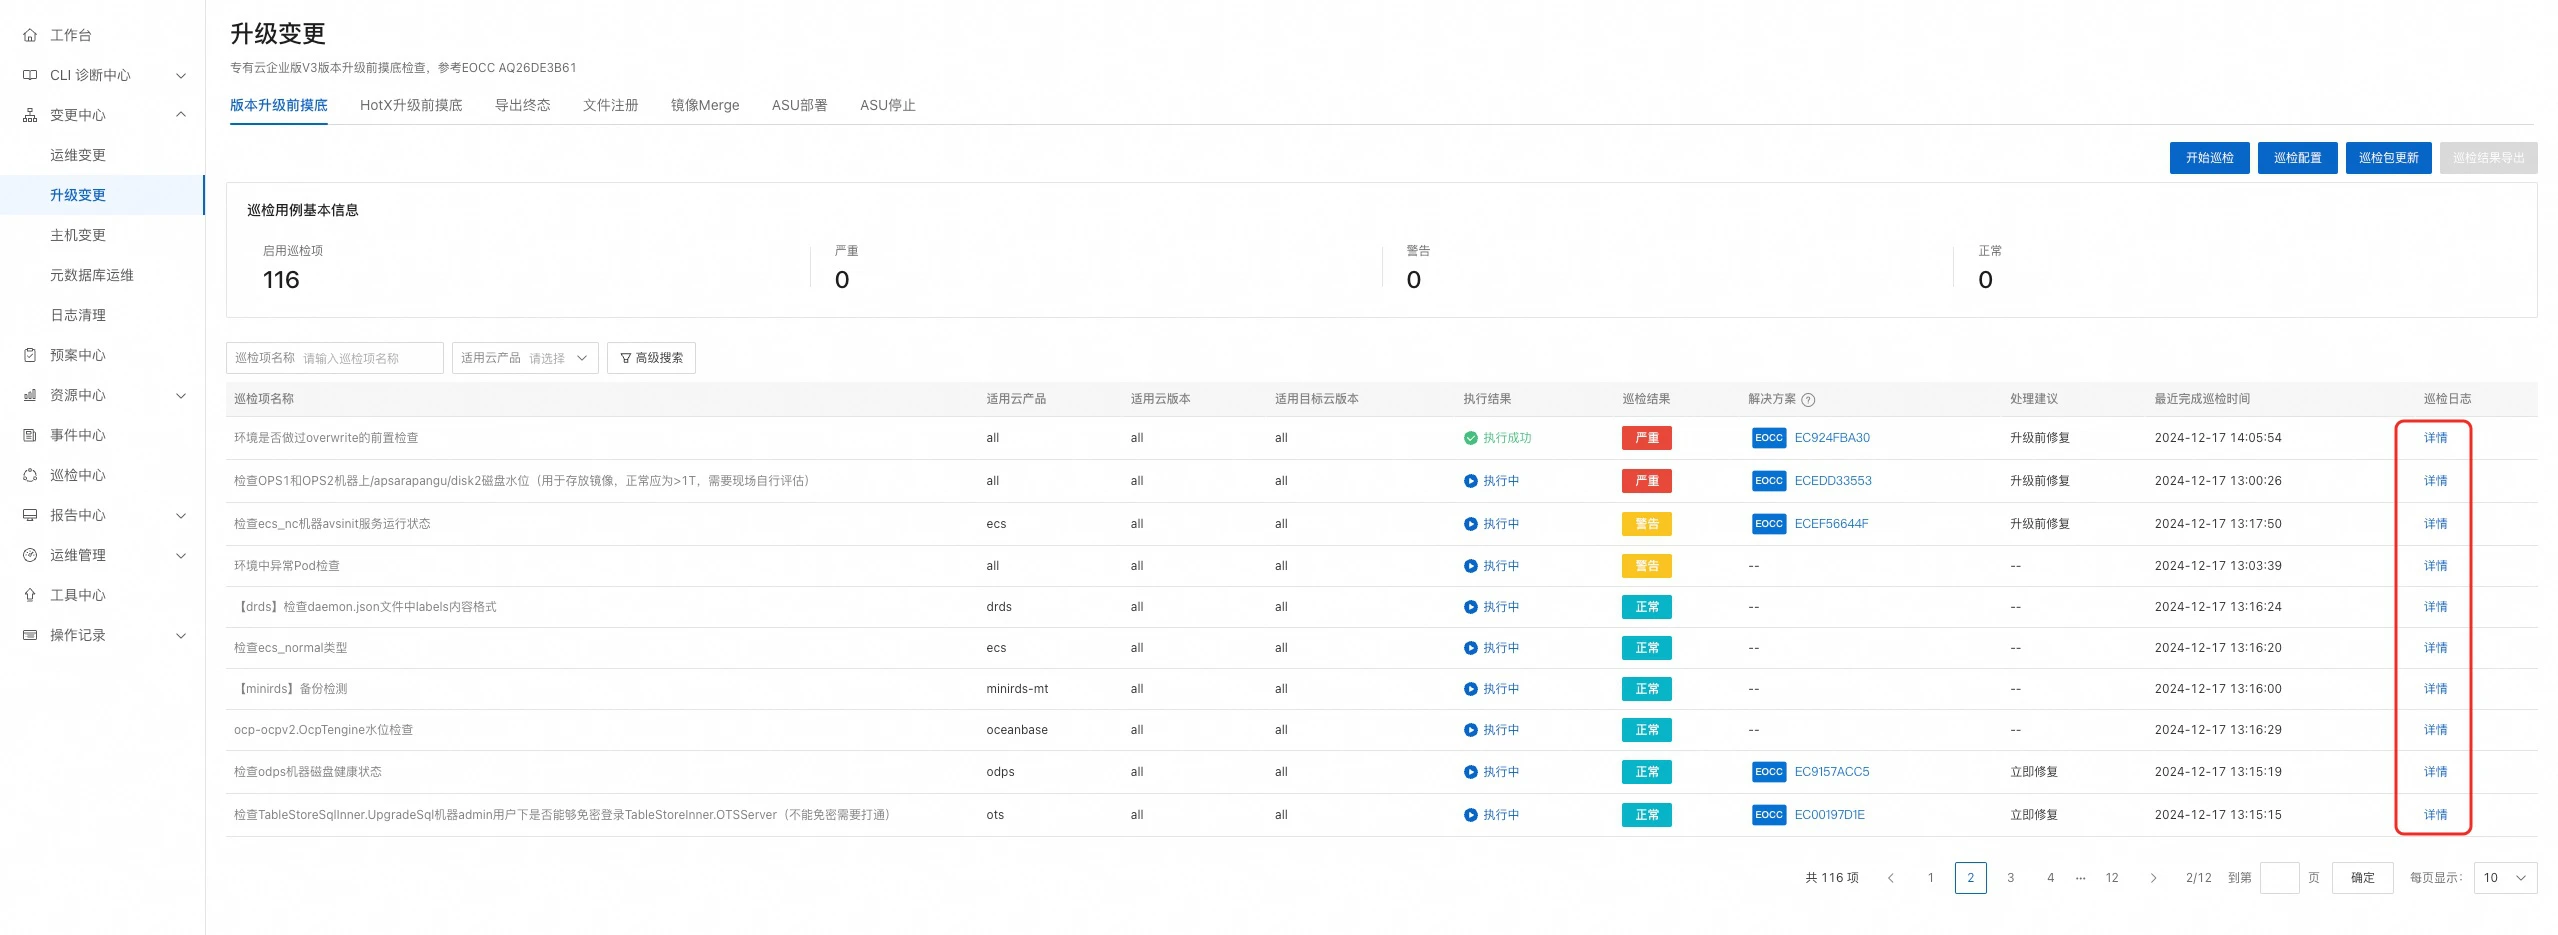 工作台
CLI 诊断中心
变更中心
运维变更
升级变更
主机变更
元数据库运维
日志清理
预案中心
资源中心
事件中心
巡检中心
报告中心
运维管理
工具中心
操作记录
升级变更
专有云企业版V3版本升级前摸底检查，参考EOCC AQ26DE3B61
版本升级前摸底 HotX升级前摸底 导出终态 文件注册 镜像Merge ASU部署 ASU停止
开始巡检 巡检配置 巡检包更新 巡检结果导出
巡检用例基本信息
启用巡检项 严重 警告 正常
116 0 0 0
巡检项名称 请输入巡检项名称 适用云产品 请选择 高级搜索
巡检项名称 适用云产品 适用云版本 适用目标云版本 执行结果 巡检结果 解决方案 ? 处理建议 最近完成巡检时间 巡检日志
环境是否做过overwrite的前置检查 all all all 执行成功 严重 EOCC EC924FBA30 升级前修复 2024-12-17 14:05:54 详情
检查OPS1和OPS2机器上/apsarapangu/disk2磁盘水位（用于存放镜像，正常应为>1T，需要现场自行评估） all all all 执行中 严重 EOCC ECEDD33553 升级前修复 2024-12-17 13:00:26 详情
检查ecs_nc机器avsinit服务运行状态 ecs all all 执行中 警告 EOCC ECEF56644F 升级前修复 2024-12-17 13:17:50 详情
环境中异常Pod检查 all all all 执行中 警告 -- -- 2024-12-17 13:03:39 详情
【drds】检查daemon.json文件中labels内容格式 drds all all 执行中 正常 -- -- 2024-12-17 13:16:24 详情
检查ecs_normal类型 ecs all all 执行中 正常 -- -- 2024-12-17 13:16:20 详情
【minirds】备份检测 minirds-mt all all 执行中 正常 -- -- 2024-12-17 13:16:00 详情
ocp-ocpv2.OcpTengine水位检查 oceanbase all all 执行中 正常 -- -- 2024-12-17 13:16:29 详情
检查odps机器磁盘健康状态 odps all all 执行中 正常 EOCC EC9157ACC5 立即修复 2024-12-17 13:15:19 详情
检查TableStoreSqlInner.UpgradeSql机器admin用户下是否能够免密登录TableStoreInner.OTSServer（不能免密需要打通） ots all all 执行中 正常 EOCC EC00197D1E 立即修复 2024-12-17 13:15:15 详情
共 116 项 1 2 3 4 ··· 12 2/12 到第 页 确定 每页显示： 10